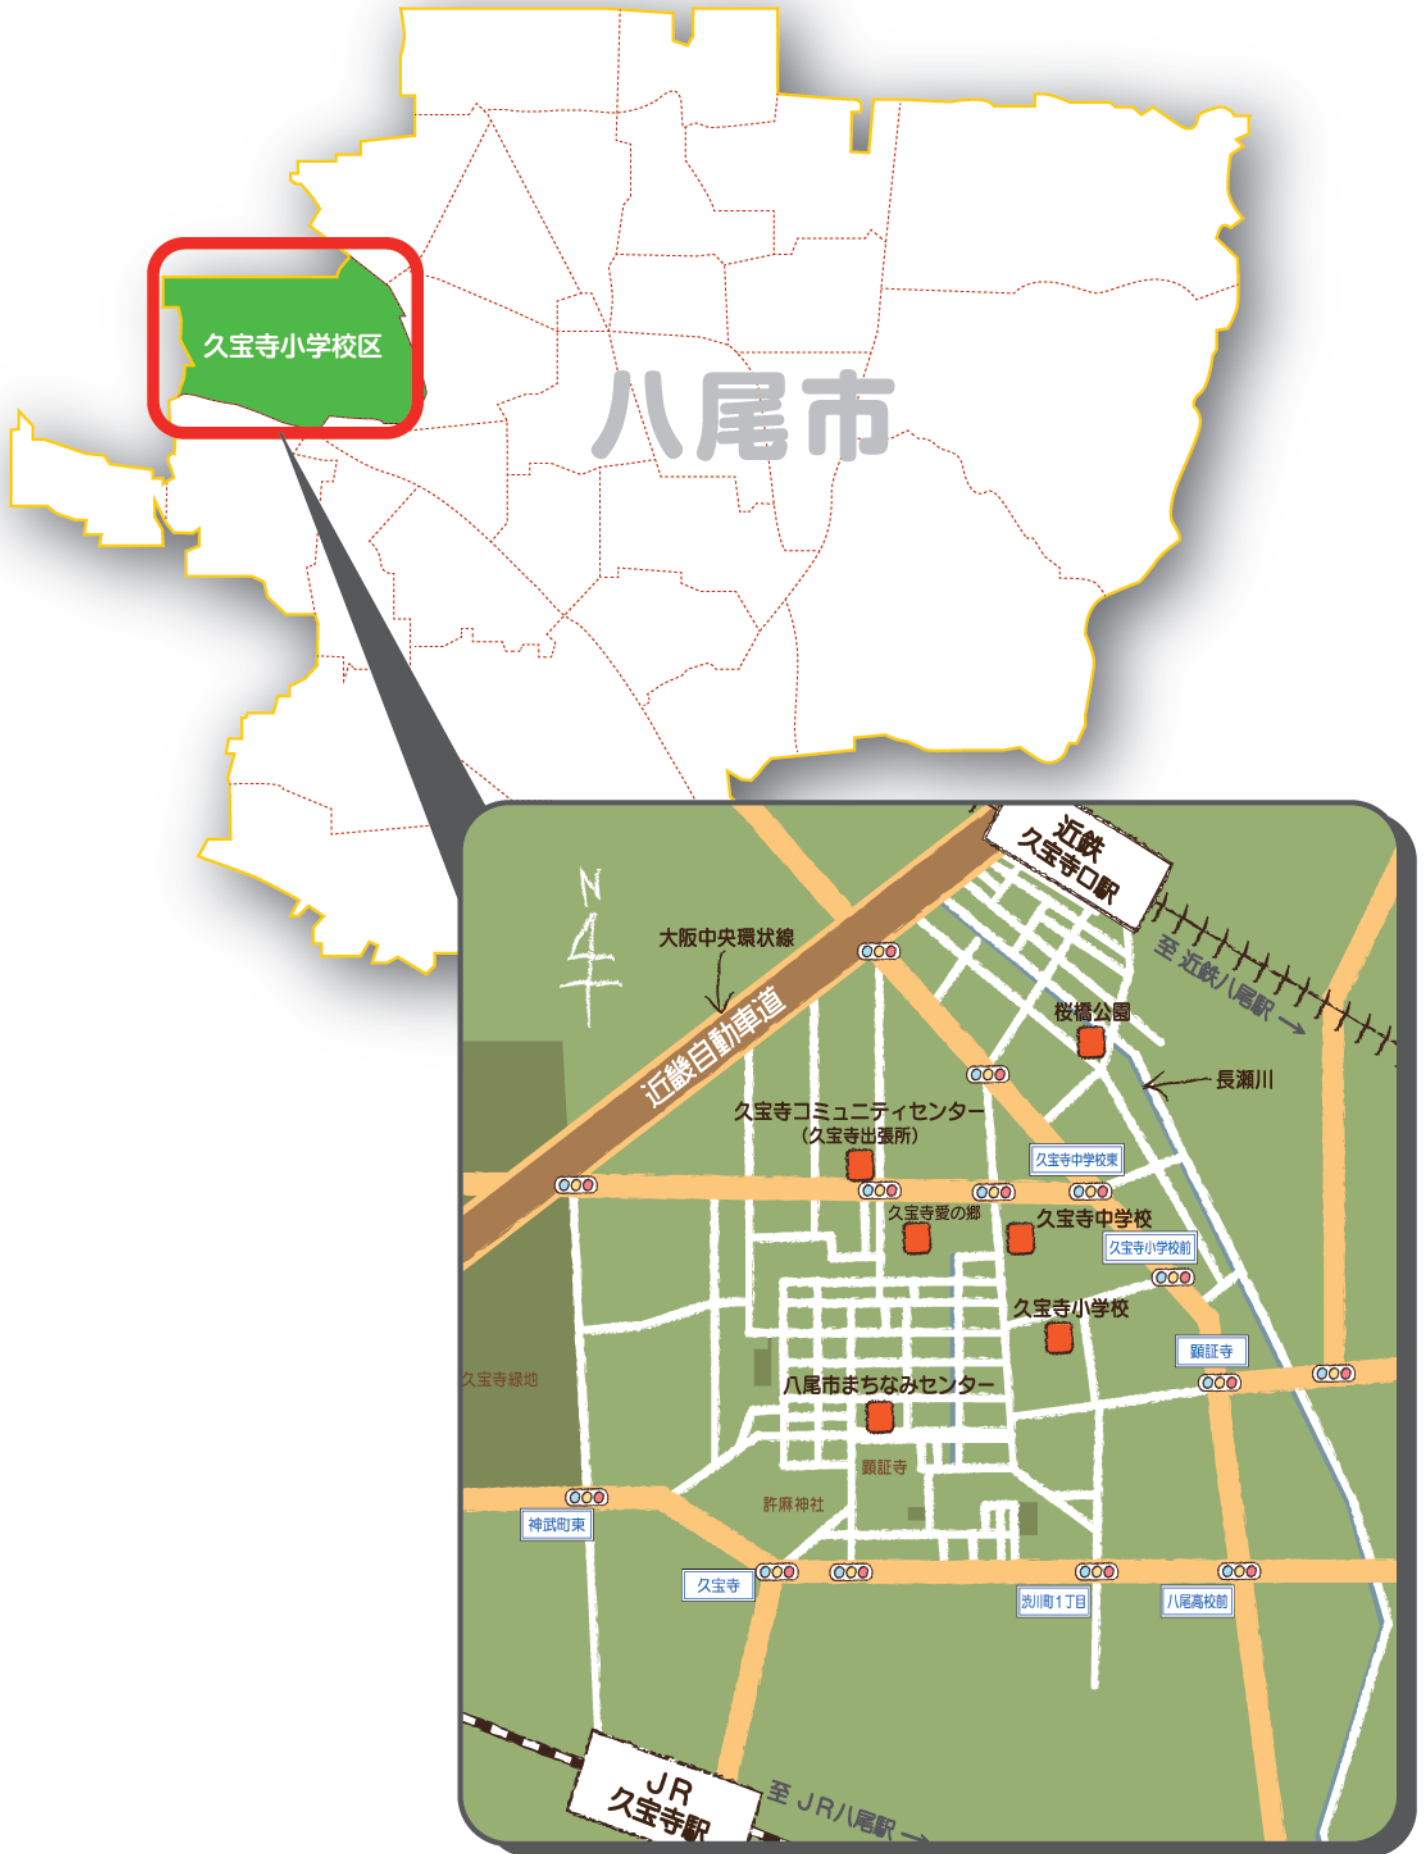 久宝寺小学校区
八尾市
近鉄
久宝寺口駅
N
大阪中央環状線
至 近鉄八尾駅 →
近畿自動車道
桜橋公園
長瀬川
久宝寺コミュニティセンター
(久宝寺出張所)
久宝寺中学校東
久宝寺愛の郷
久宝寺中学校
久宝寺小学校前
久宝寺小学校
顕証寺
久宝寺緑地
八尾市まちなみセンター
顕証寺
許麻神社
神武町東
久宝寺
渋川町1丁目
八尾高校前
JR
久宝寺駅
至 JR八尾駅 →